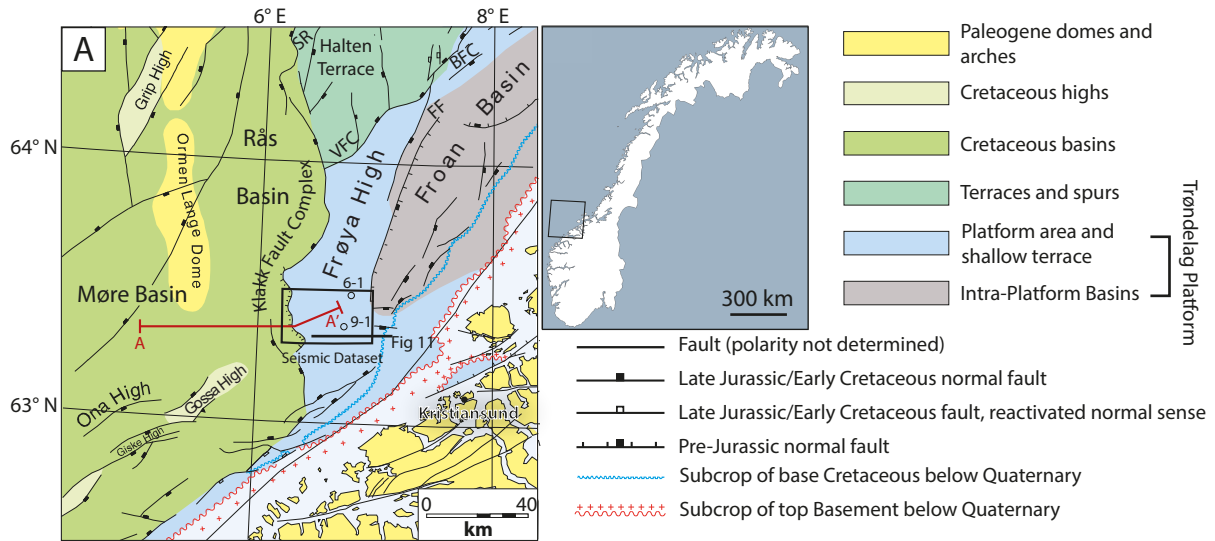 A
6° E
8° E
64° N
63° N
SR
Halten
Terrace
BFC
Grip High
Basin
FF
Rås
VFC
Ormen Lange Dome
Froan
Basin
Frøya High
Klakk Fault Complex
Møre Basin
6-1
A
A'
9-1
Fig 11
Seismic Dataset
Ona High
Gossa High
Giske High
Kristiansund
0
40
km
300 km
Paleogene domes and
arches
Cretaceous highs
Cretaceous basins
Terraces and spurs
Platform area and
shallow terrace
Intra-Platform Basins
Trøndelag Platform
Fault (polarity not determined)
Late Jurassic/Early Cretaceous normal fault
Late Jurassic/Early Cretaceous fault, reactivated normal sense
Pre-Jurassic normal fault
Subcrop of base Cretaceous below Quaternary
Subcrop of top Basement below Quaternary